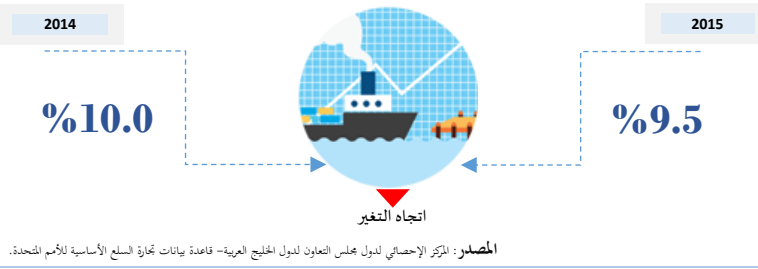 2015
2014
%9.5
%10.0
اتجاه التغير
المصدر: المركز الإحصائي لدول مجلس التعاون لدول الخليج العربية– قاعدة بيانات تجارة السلع الأساسية للأمم المتحدة.